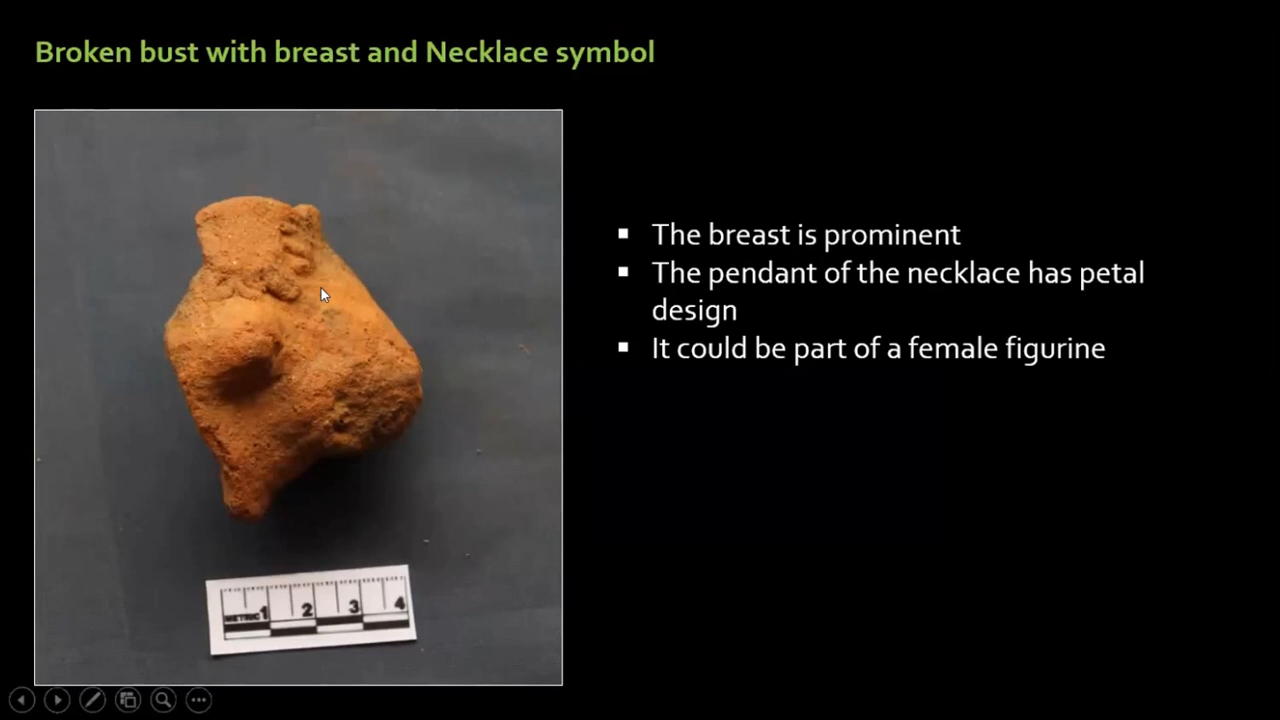 Broken bust with breast and Necklace symbol
▪ The breast is prominent
▪ The pendant of the necklace has petal
design
▪ It could be part of a female figurine
METRIC 1 2 3 4